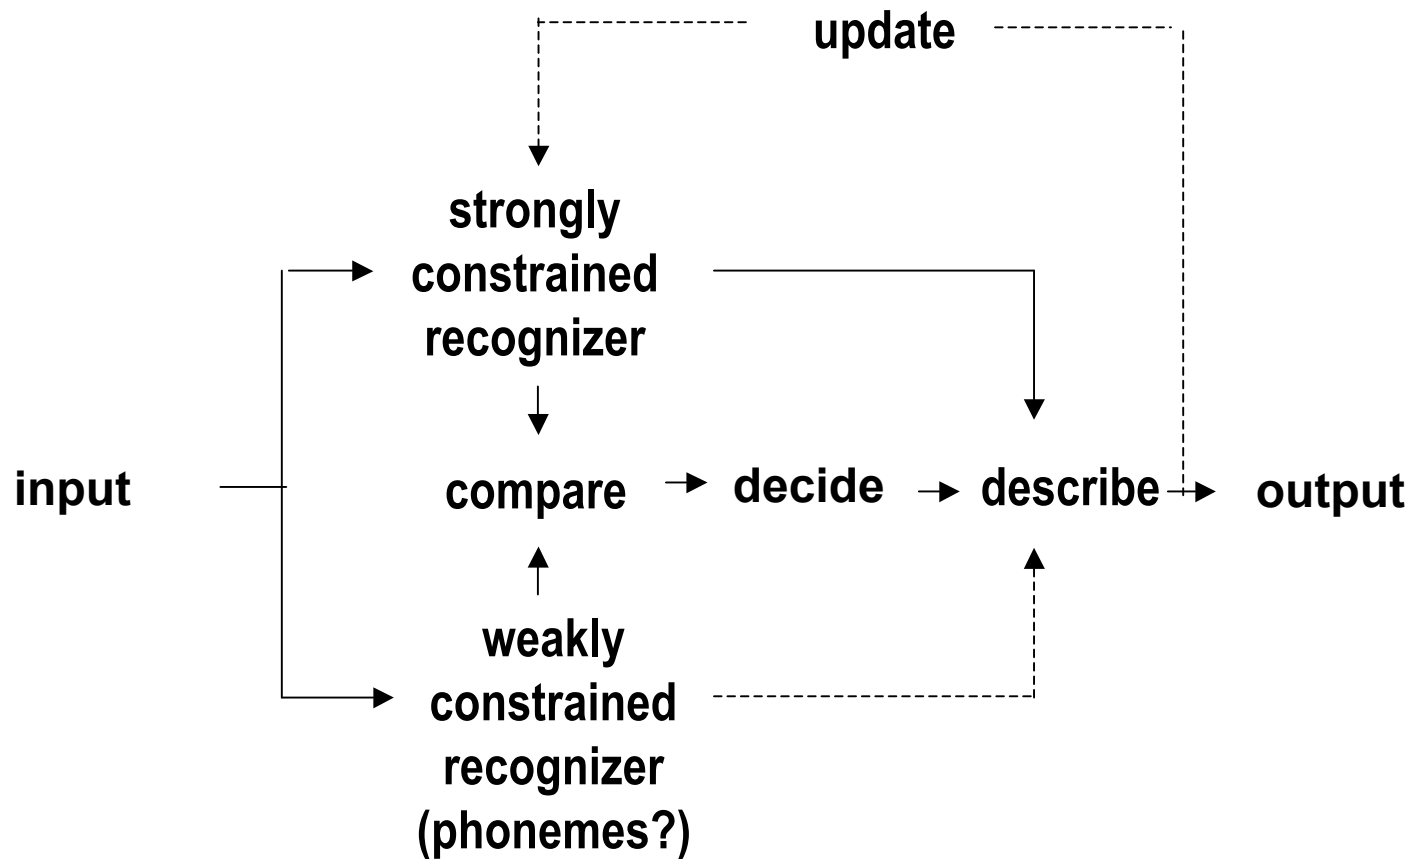 update
strongly
constrained
recognizer
input
compare
decide
describe
output
weakly
constrained
recognizer
(phonemes?)